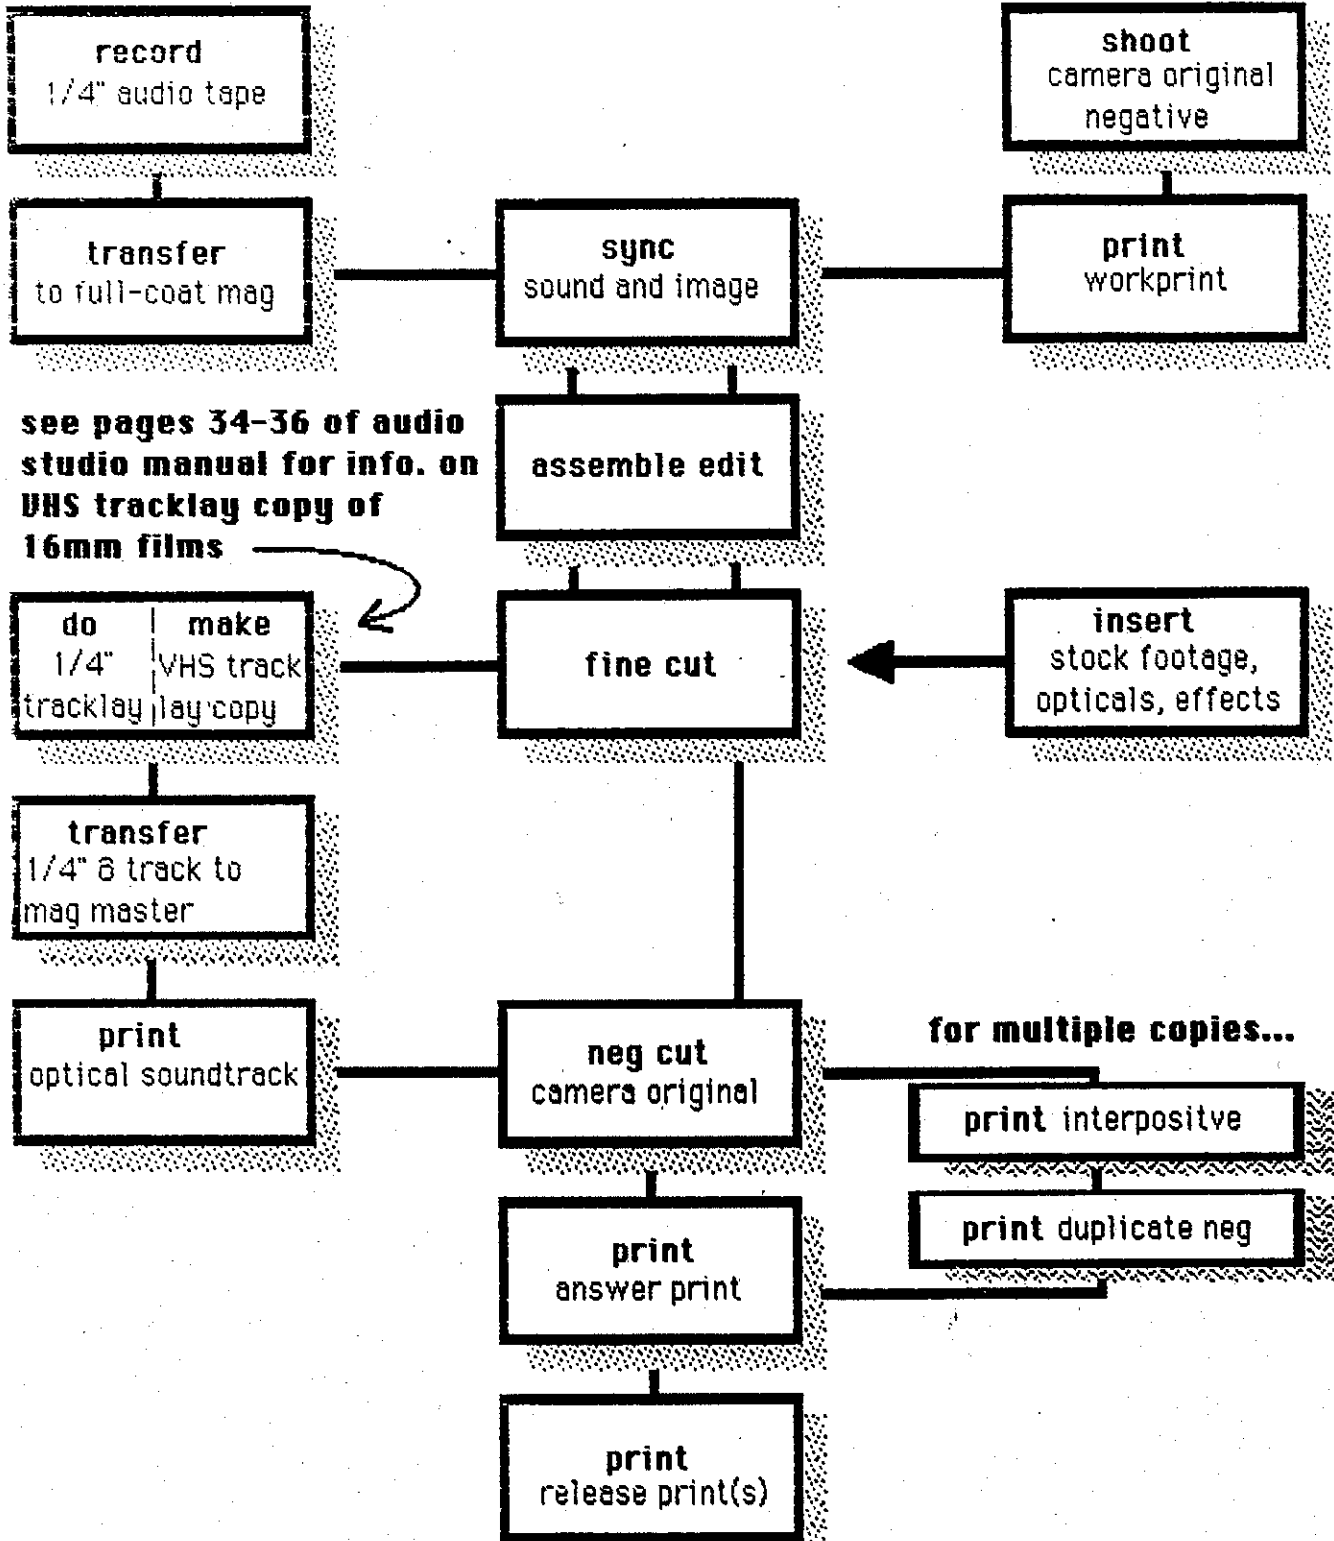 record
1/4" audio tape
shoot
camera original
negative
transfer
to full-coat mag
sync
sound and image
print
workprint
see pages 34-36 of audio
studio manual for info. on
VHS tracklay copy of
16mm films
assemble edit
do
1/4"
tracklay
make
VHS track
lay copy
fine cut
insert
stock footage,
opticals, effects
transfer
1/4" 8 track to
mag master
print
optical soundtrack
neg cut
camera original
for multiple copies...
print interpositve
print duplicate neg
print
answer print
print
release print(s)